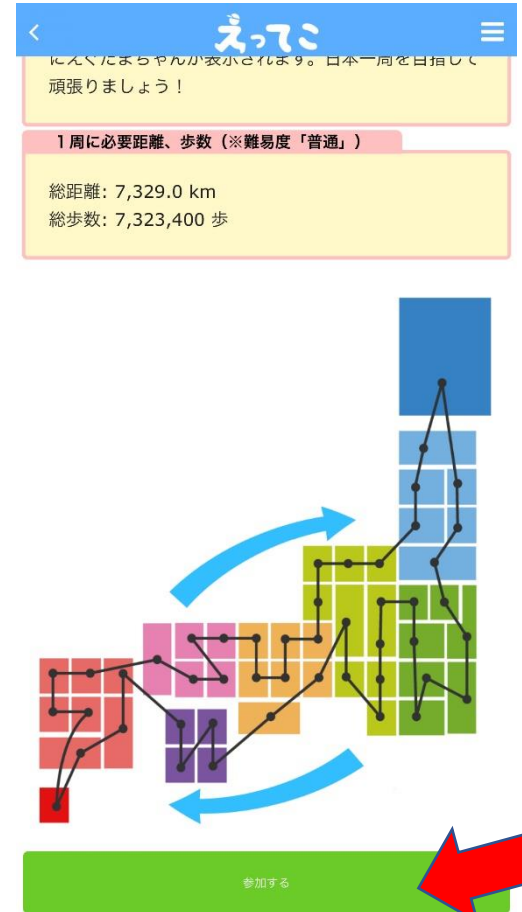 えってこ
にえぐたまちゃんが表示されます。日本一周を目指して
頑張りましょう！
１周に必要距離、歩数（※難易度「普通」）
総距離: 7,329.0 km
総歩数: 7,323,400 歩
参加する